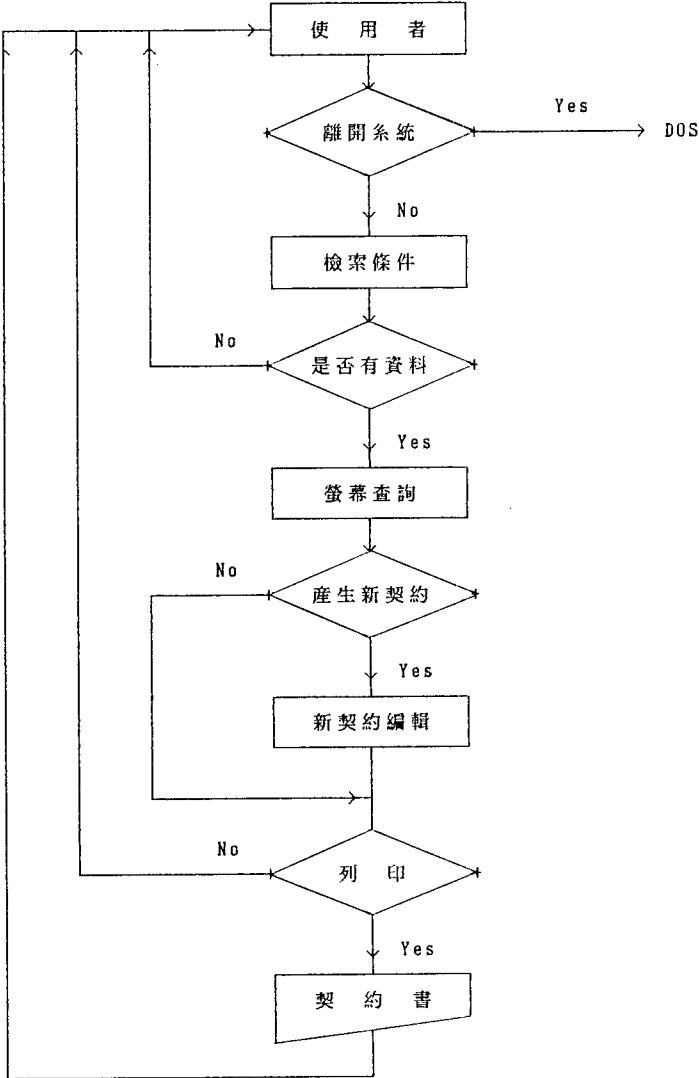 使用者
Yes
離開系統
DOS
No
檢索條件
No
是否有資料
Yes
螢幕查詢
No
產生新契約
Yes
新契約編輯
No
列印
Yes
契約書